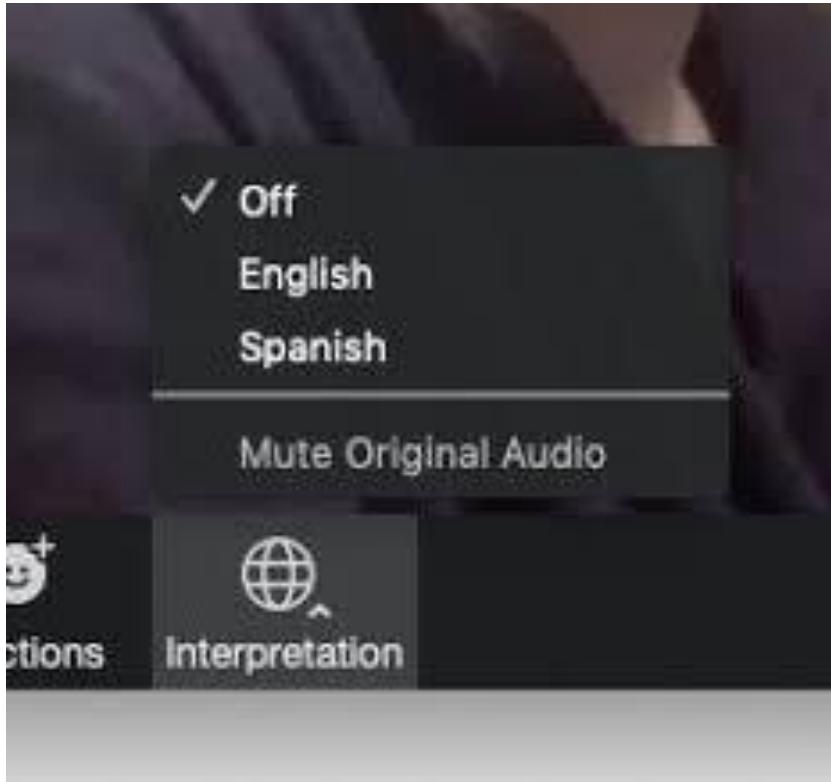 Off
English
Spanish
Mute Original Audio
ctions
Interpretation